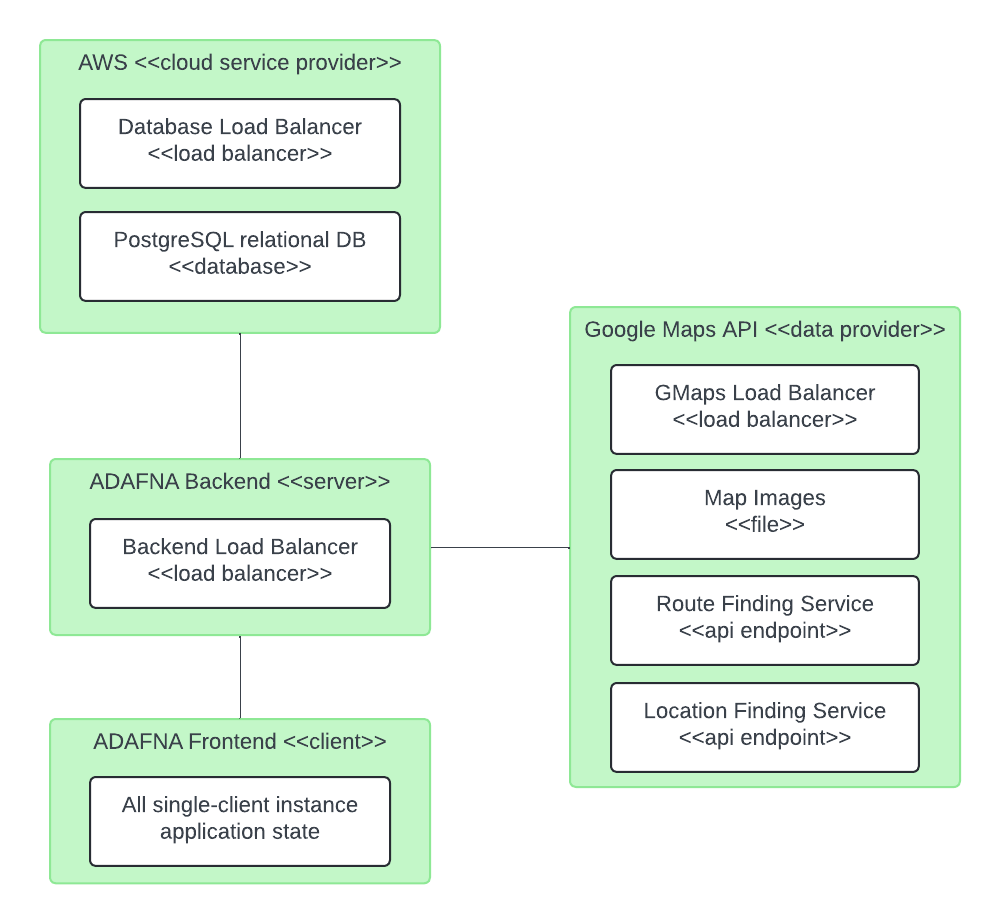 AWS <<cloud service provider>>
Database Load Balancer
<<load balancer>>
PostgreSQL relational DB
<<database>>
Google Maps API <<data provider>>
GMaps Load Balancer
<<load balancer>>
Map Images
<<file>>
Route Finding Service
<<api endpoint>>
Location Finding Service
<<api endpoint>>
ADAFNA Backend <<server>>
Backend Load Balancer
<<load balancer>>
ADAFNA Frontend <<client>>
All single-client instance
application state